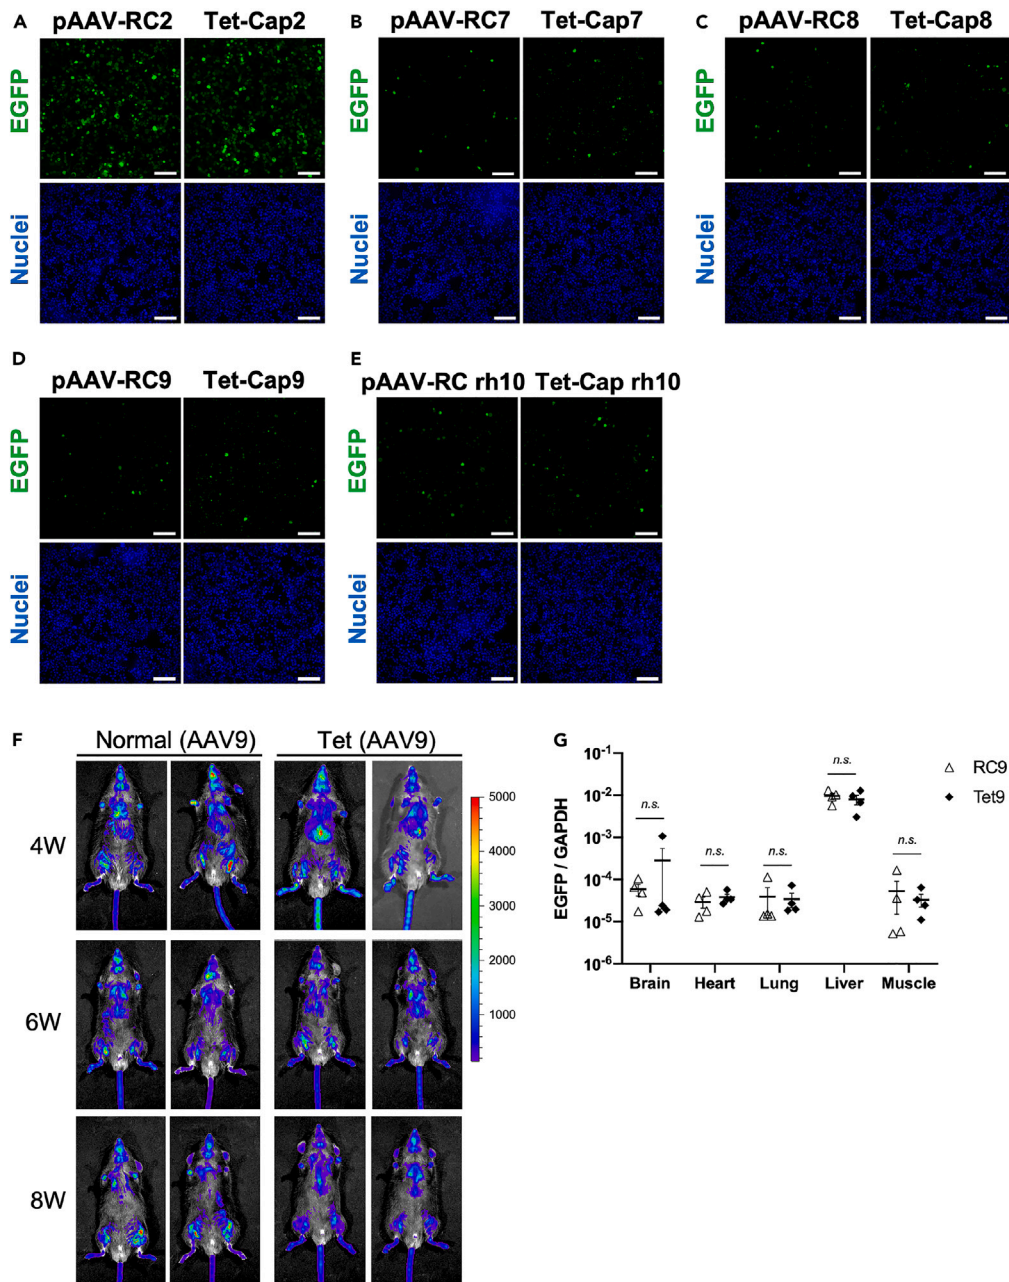 A pAAV-RC2 Tet-Cap2
EGFP
Nuclei
B pAAV-RC7 Tet-Cap7
EGFP
Nuclei
C pAAV-RC8 Tet-Cap8
EGFP
Nuclei
D pAAV-RC9 Tet-Cap9
EGFP
Nuclei
E pAAV-RC rh10 Tet-Cap rh10
EGFP
Nuclei
F Normal (AAV9) Tet (AAV9)
4W
6W
8W
5000
4000
3000
2000
1000
G
EGFP / GAPDH
10-1
10-2
10-3
10-4
10-5
10-6
n.s.
n.s.
n.s.
n.s.
n.s.
Brain Heart Lung Liver Muscle
△ RC9
◆ Tet9